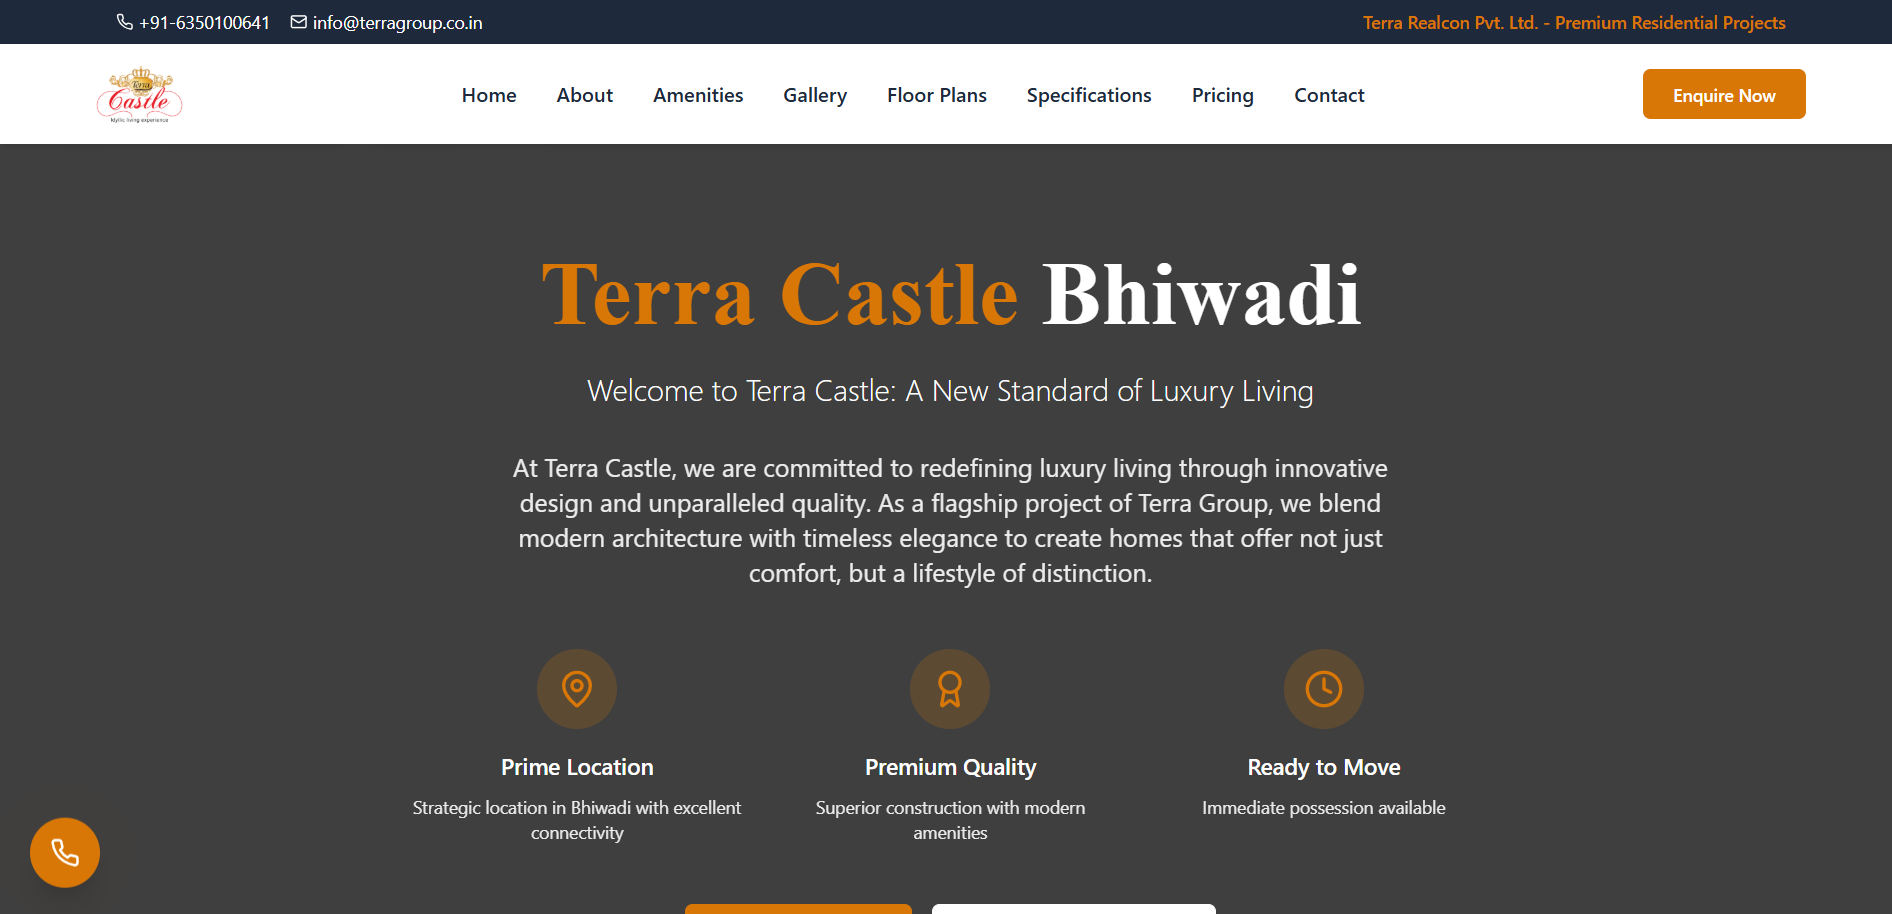 +91-6350100641 info@terragroup.co.in Terra Realcon Pvt. Ltd. - Premium Residential Projects
Terra
Castle
Idyllic living experience
Home About Amenities Gallery Floor Plans Specifications Pricing Contact Enquire Now
Terra Castle Bhiwadi
Welcome to Terra Castle: A New Standard of Luxury Living
At Terra Castle, we are committed to redefining luxury living through innovative
design and unparalleled quality. As a flagship project of Terra Group, we blend
modern architecture with timeless elegance to create homes that offer not just
comfort, but a lifestyle of distinction.
Prime Location
Strategic location in Bhiwadi with excellent
connectivity
Premium Quality
Superior construction with modern
amenities
Ready to Move
Immediate possession available